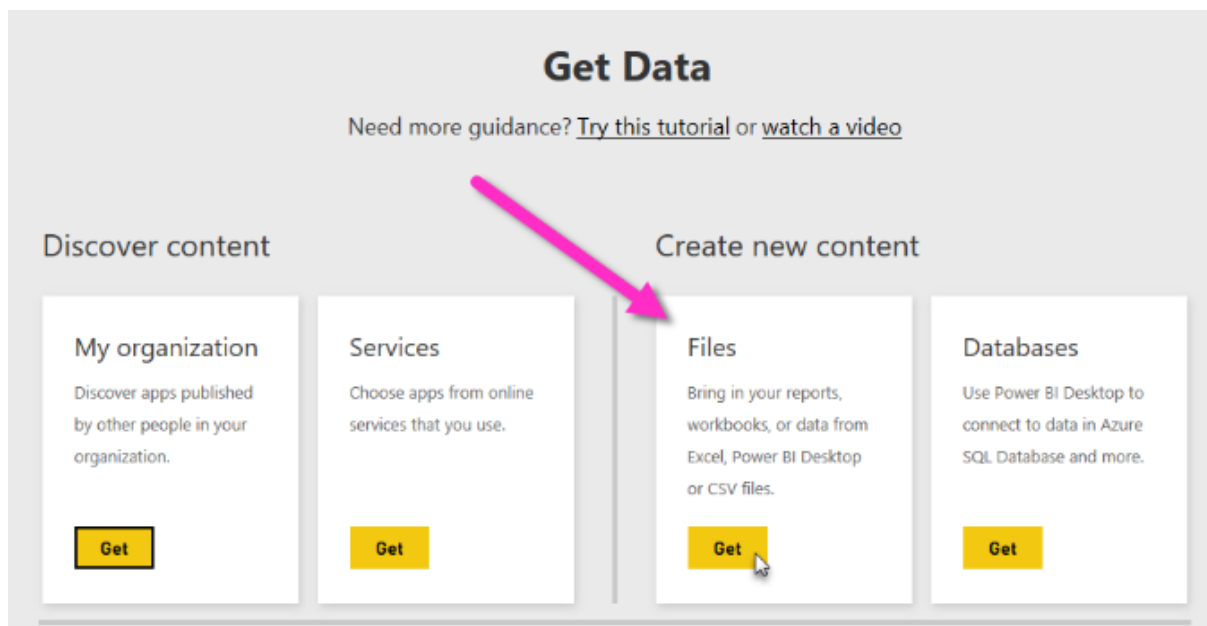 Get Data
Need more guidance? Try this tutorial or watch a video
Discover content
Create new content
My organization
Discover apps published
by other people in your
organization.
Get
Services
Choose apps from online
services that you use.
Get
Files
Bring in your reports,
workbooks, or data from
Excel, Power BI Desktop
or CSV files.
Get
Databases
Use Power BI Desktop to
connect to data in Azure
SQL Database and more.
Get